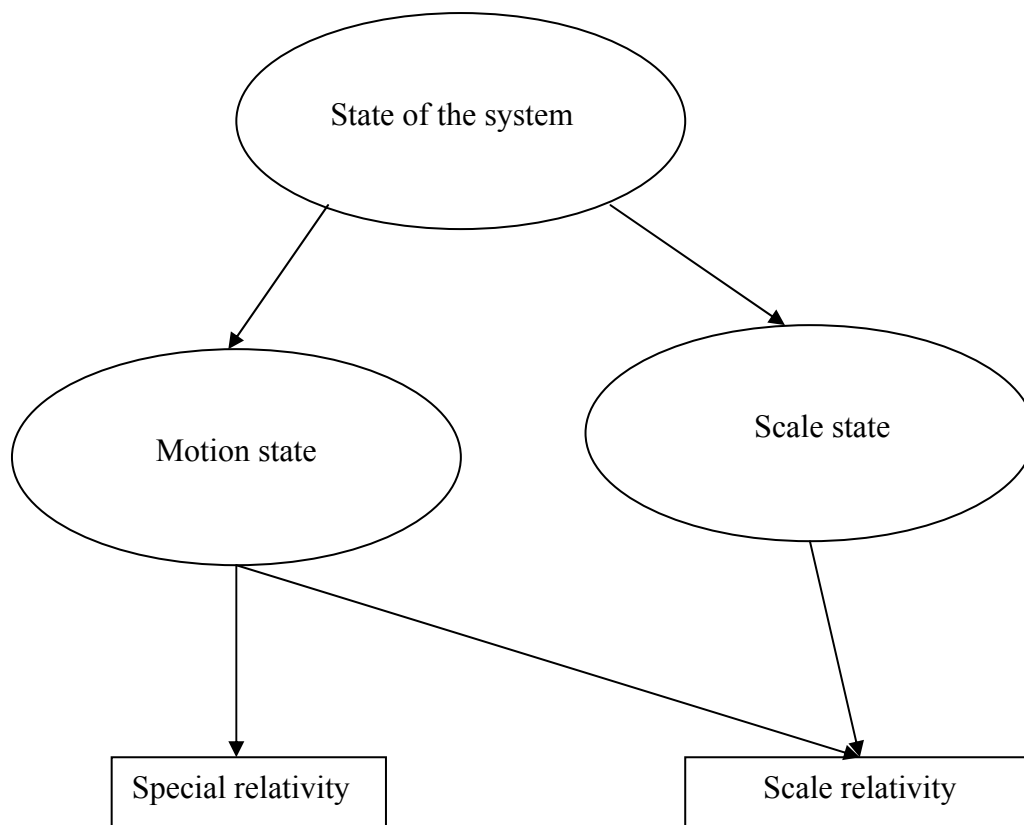 State of the system
Motion state
Scale state
Special relativity
Scale relativity